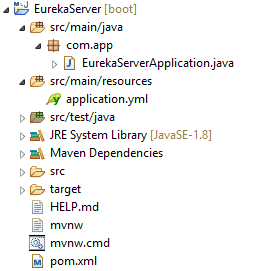 EurekaServer [boot]
src/main/java
com.app
EurekaServerApplication.java
src/main/resources
application.yml
src/test/java
JRE System Library [JavaSE-1.8]
Maven Dependencies
src
target
HELP.md
mvnw
mvnw.cmd
pom.xml